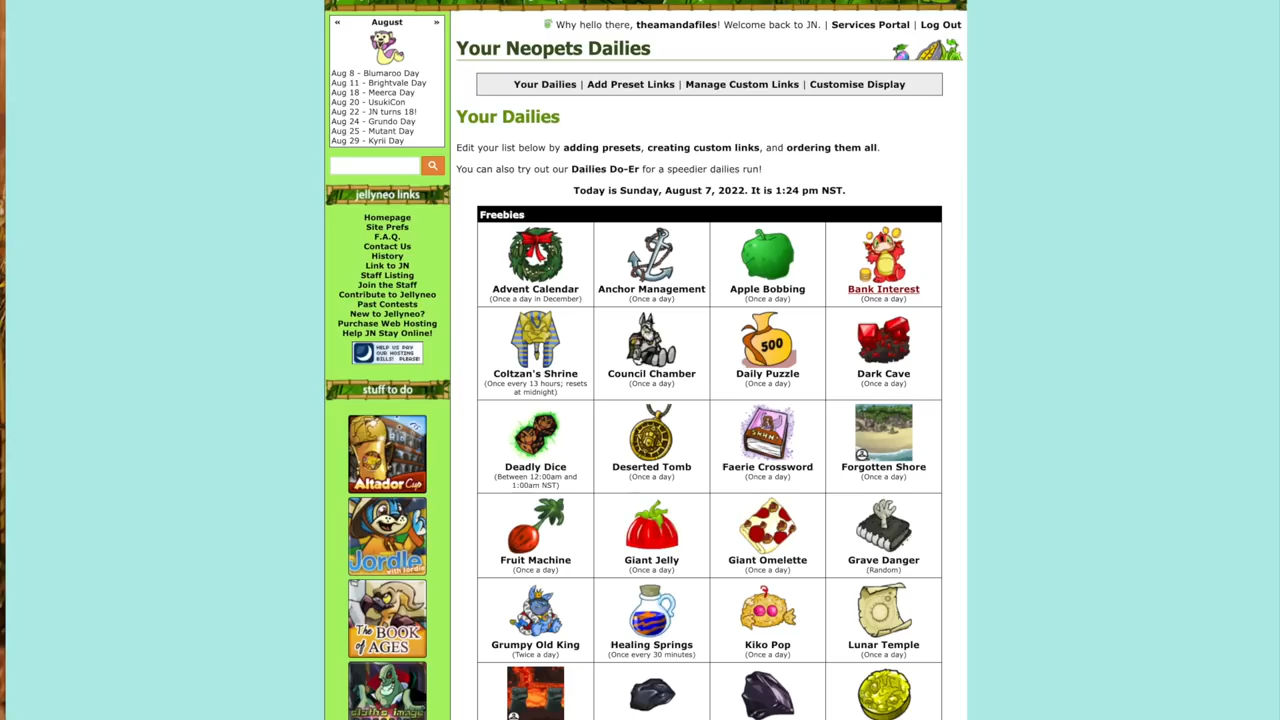 « August »
Aug 8 - Blumaroo Day
Aug 11 - Brightvale Day
Aug 18 - Meerca Day
Aug 20 - UsukiCon
Aug 22 - JN turns 18!
Aug 24 - Grundo Day
Aug 25 - Mutant Day
Aug 29 - Kyrii Day
jellyneo links
Homepage
Site Prefs
F.A.Q.
Contact Us
History
Link to JN
Staff Listing
Join the Staff
Contribute to Jellyneo
Past Contests
New to Jellyneo?
Purchase Web Hosting
Help JN Stay Online!
HELP US PAY
OUR HOSTING
BILLS! PLEASE!
stuff to do
Altador Cup
Jordle
with Jordie
The BOOK
of AGES
sloth's image
Why hello there, theamandafiles! Welcome back to JN. | Services Portal | Log Out
Your Neopets Dailies
Your Dailies | Add Preset Links | Manage Custom Links | Customise Display
Your Dailies
Edit your list below by adding presets, creating custom links, and ordering them all.
You can also try out our Dailies Do-Er for a speedier dailies run!
Today is Sunday, August 7, 2022. It is 1:24 pm NST.
Freebies
Advent Calendar
(Once a day in December)
Anchor Management
(Once a day)
Apple Bobbing
(Once a day)
Bank Interest
(Once a day)
Coltzan's Shrine
(Once every 13 hours; resets
at midnight)
Council Chamber
(Once a day)
500
Daily Puzzle
(Once a day)
Dark Cave
(Once a day)
Deadly Dice
(Between 12:00am and
1:00am NST)
Deserted Tomb
(Once a day)
Faerie Crossword
(Once a day)
Forgotten Shore
(Once a day)
Fruit Machine
(Once a day)
Giant Jelly
(Once a day)
Giant Omelette
(Once a day)
Grave Danger
(Random)
Grumpy Old King
(Twice a day)
Healing Springs
(Once every 30 minutes)
Kiko Pop
(Once a day)
Lunar Temple
(Once a day)